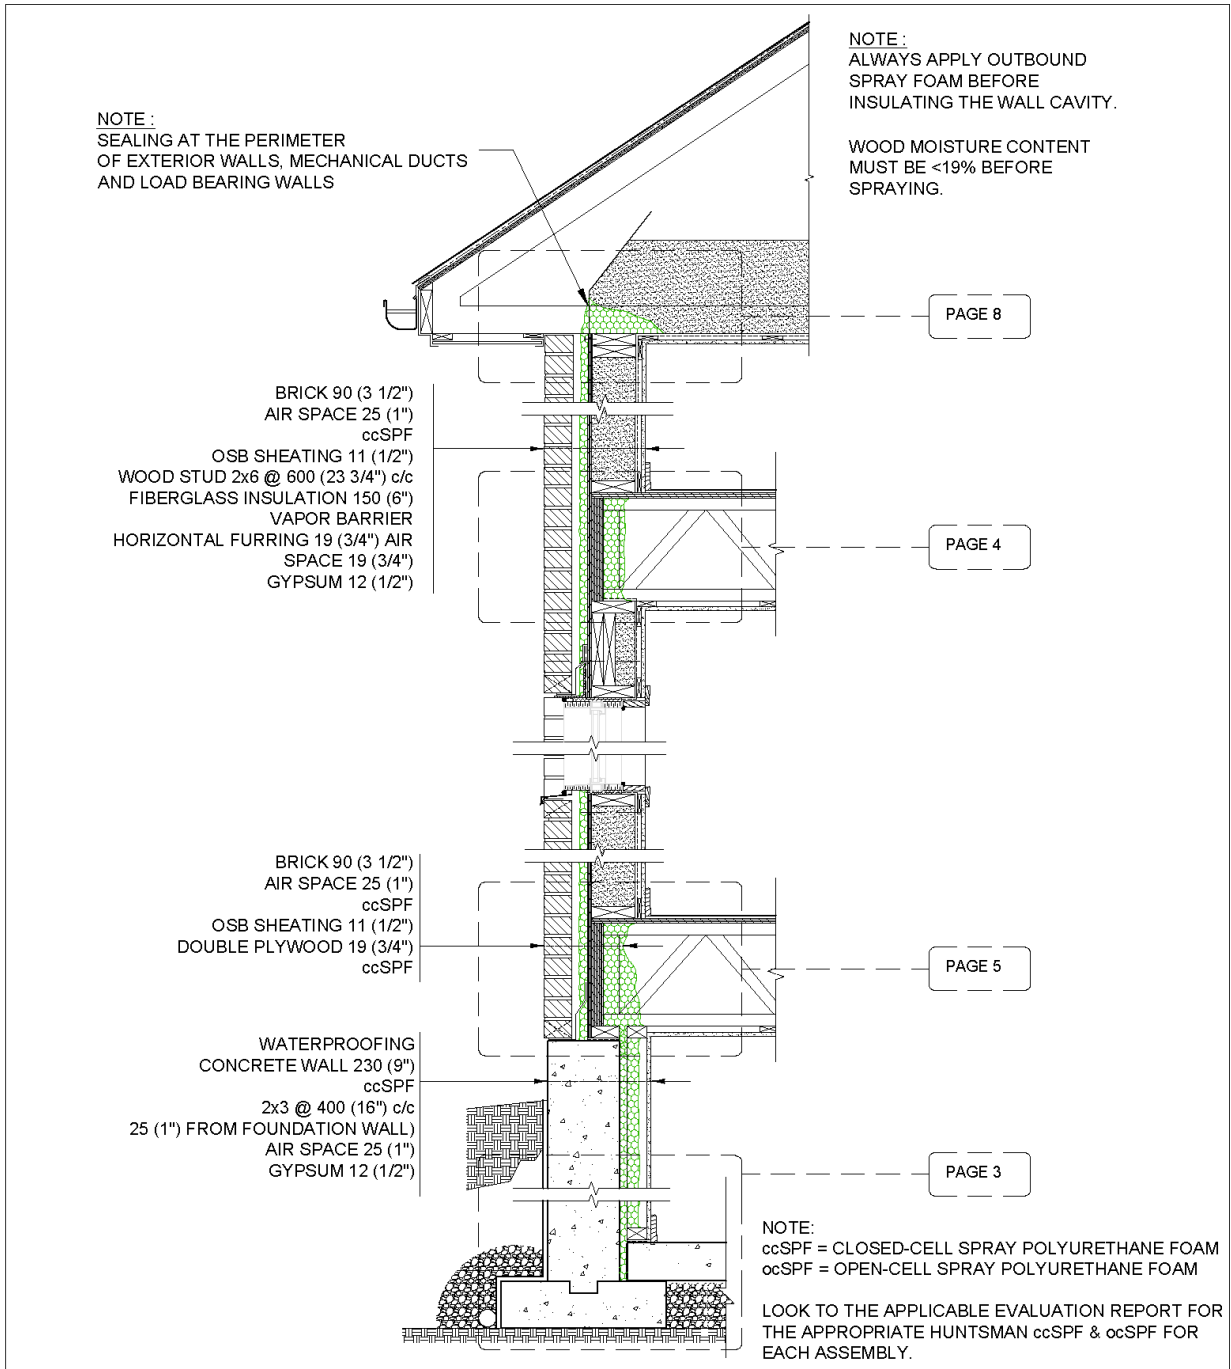 NOTE :
ALWAYS APPLY OUTBOUND
SPRAY FOAM BEFORE
INSULATING THE WALL CAVITY.
WOOD MOISTURE CONTENT
MUST BE <19% BEFORE
SPRAYING.
NOTE :
SEALING AT THE PERIMETER
OF EXTERIOR WALLS, MECHANICAL DUCTS
AND LOAD BEARING WALLS
PAGE 8
BRICK 90 (3 1/2")
AIR SPACE 25 (1")
ccSPF
OSB SHEATING 11 (1/2")
WOOD STUD 2x6 @ 600 (23 3/4") c/c
FIBERGLASS INSULATION 150 (6")
VAPOR BARRIER
HORIZONTAL FURRING 19 (3/4") AIR
SPACE 19 (3/4")
GYPSUM 12 (1/2")
PAGE 4
BRICK 90 (3 1/2")
AIR SPACE 25 (1")
ccSPF
OSB SHEATING 11 (1/2")
DOUBLE PLYWOOD 19 (3/4")
ccSPF
PAGE 5
WATERPROOFING
CONCRETE WALL 230 (9")
ccSPF
2x3 @ 400 (16") c/c
25 (1") FROM FOUNDATION WALL)
AIR SPACE 25 (1")
GYPSUM 12 (1/2")
PAGE 3
NOTE:
ccSPF = CLOSED-CELL SPRAY POLYURETHANE FOAM
ocSPF = OPEN-CELL SPRAY POLYURETHANE FOAM
LOOK TO THE APPLICABLE EVALUATION REPORT FOR
THE APPROPRIATE HUNTSMAN ccSPF & ocSPF FOR
EACH ASSEMBLY.